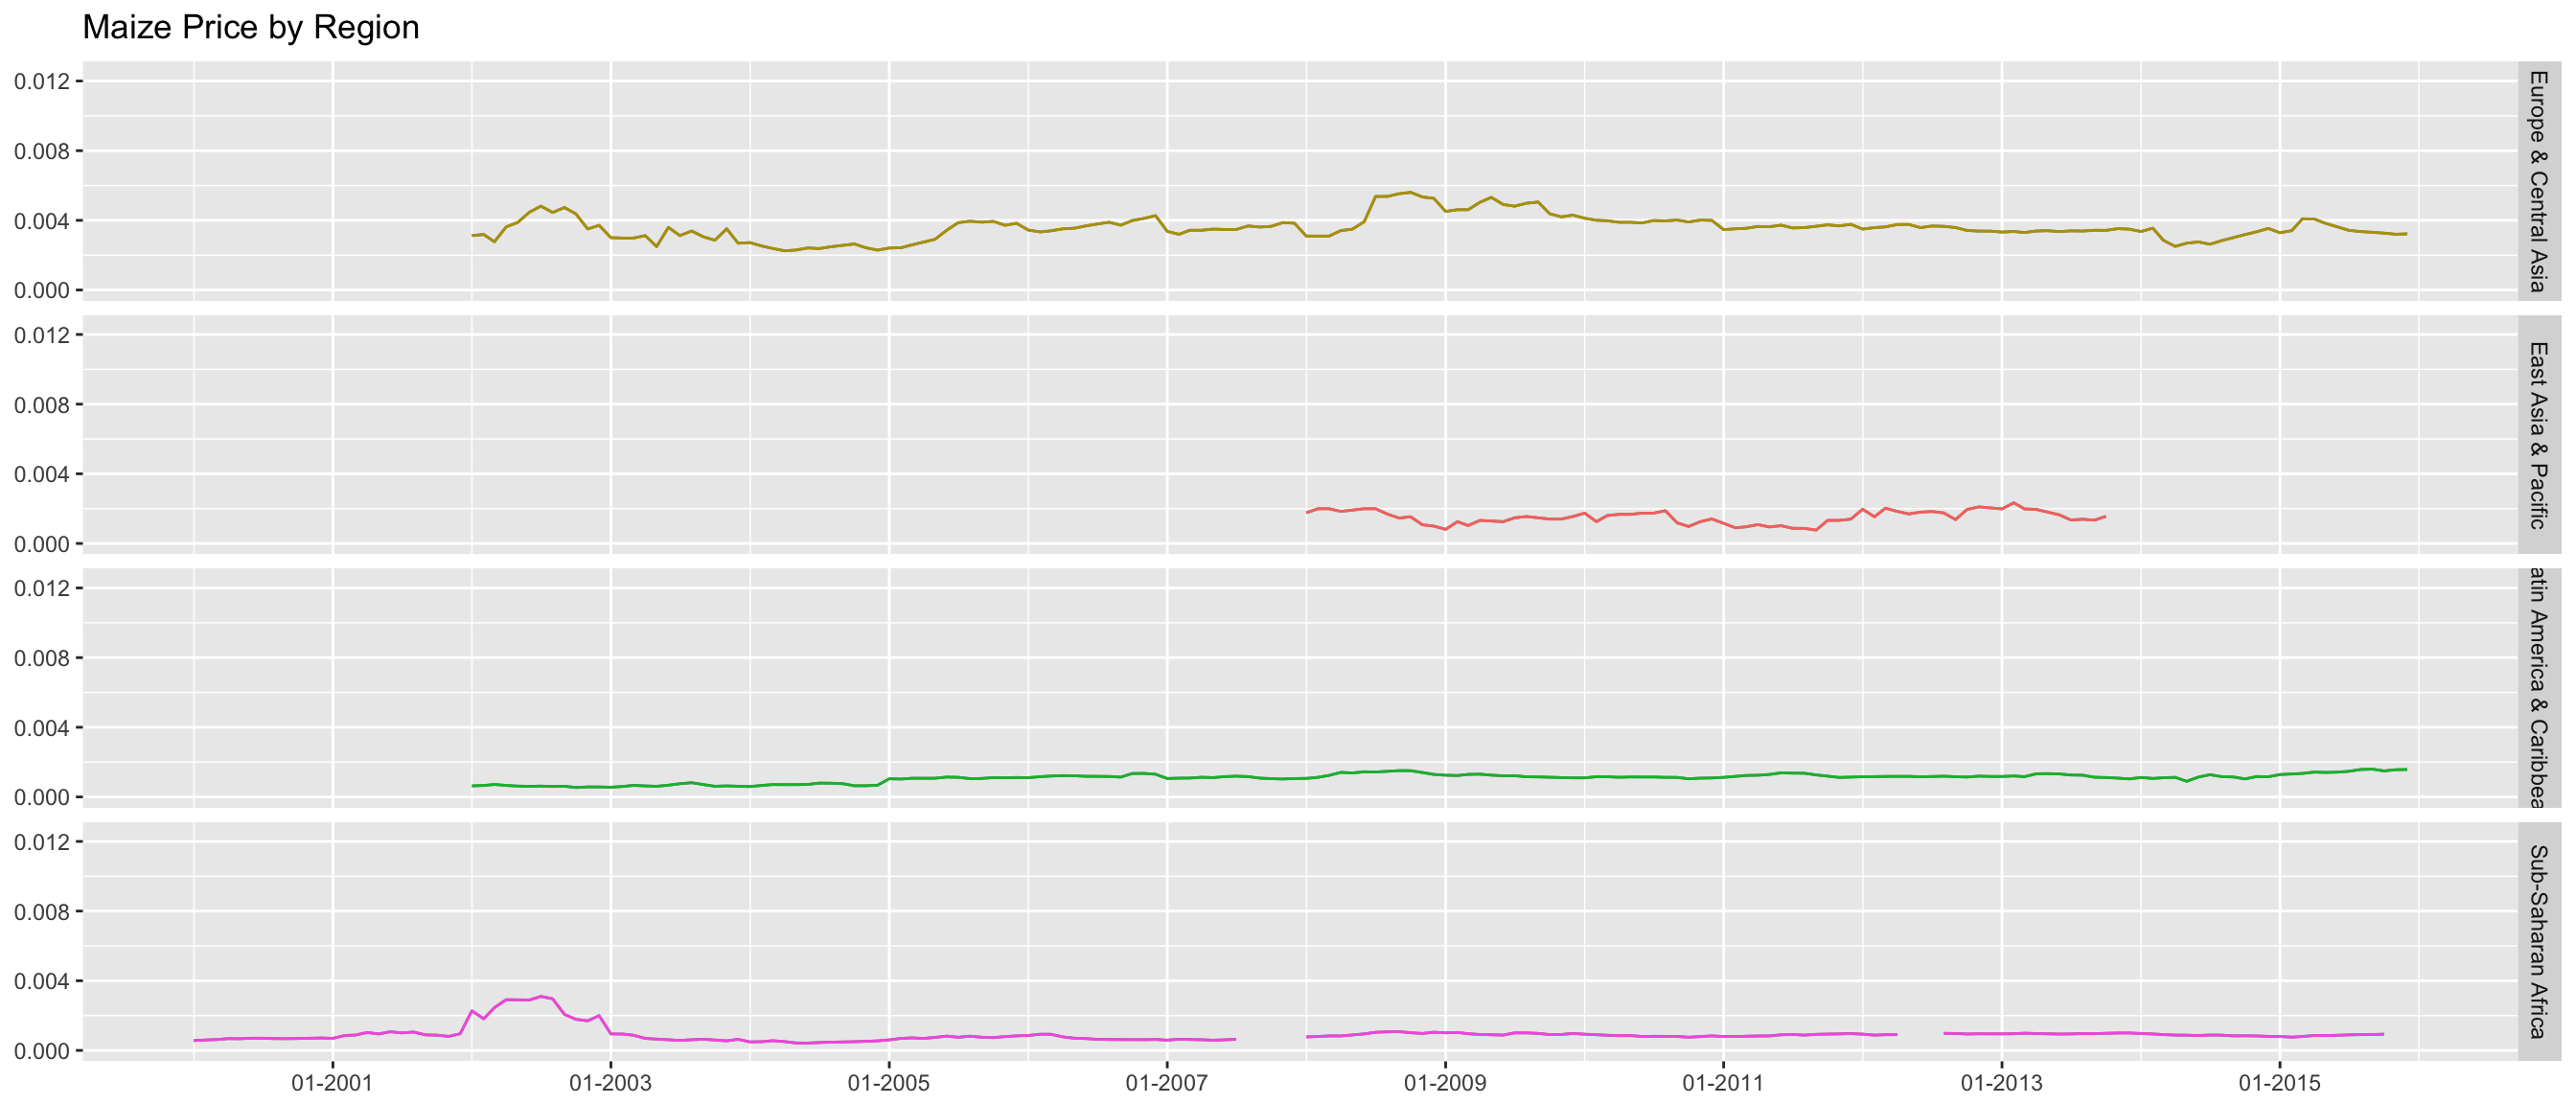 Maize Price by Region
0.012
0.008
0.004
0.000
Europe & Central Asia
0.012
0.008
0.004
0.000
East Asia & Pacific
0.012
0.008
0.004
0.000
atin America & Caribbea
0.012
0.008
0.004
0.000
Sub-Saharan Africa
01-2001 01-2003 01-2005 01-2007 01-2009 01-2011 01-2013 01-2015